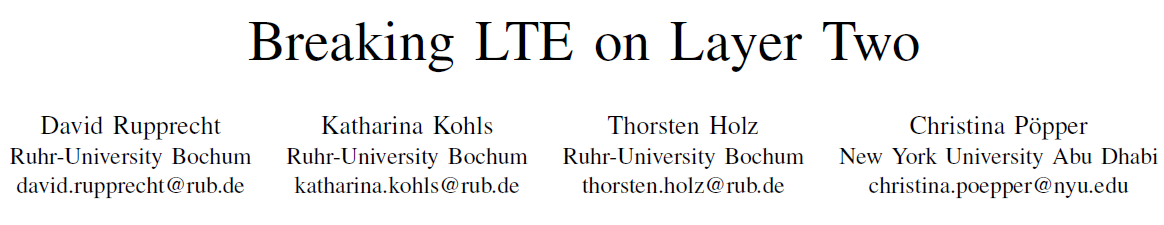 Breaking LTE on Layer Two
David Rupprecht
Ruhr-University Bochum
david.rupprecht@rub.de
Katharina Kohls
Ruhr-University Bochum
katharina.kohls@rub.de
Thorsten Holz
Ruhr-University Bochum
thorsten.holz@rub.de
Christina Pöpper
New York University Abu Dhabi
christina.poepper@nyu.edu